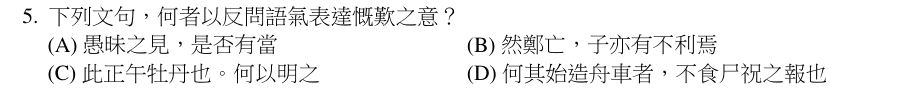 5. 下列文句，何者以反問語氣表達慨歎之意？
(A) 愚昧之見，是否有當 (B) 然鄭亡，子亦有不利焉
(C) 此正午牡丹也。何以明之 (D) 何其始造舟車者，不食尸祝之報也